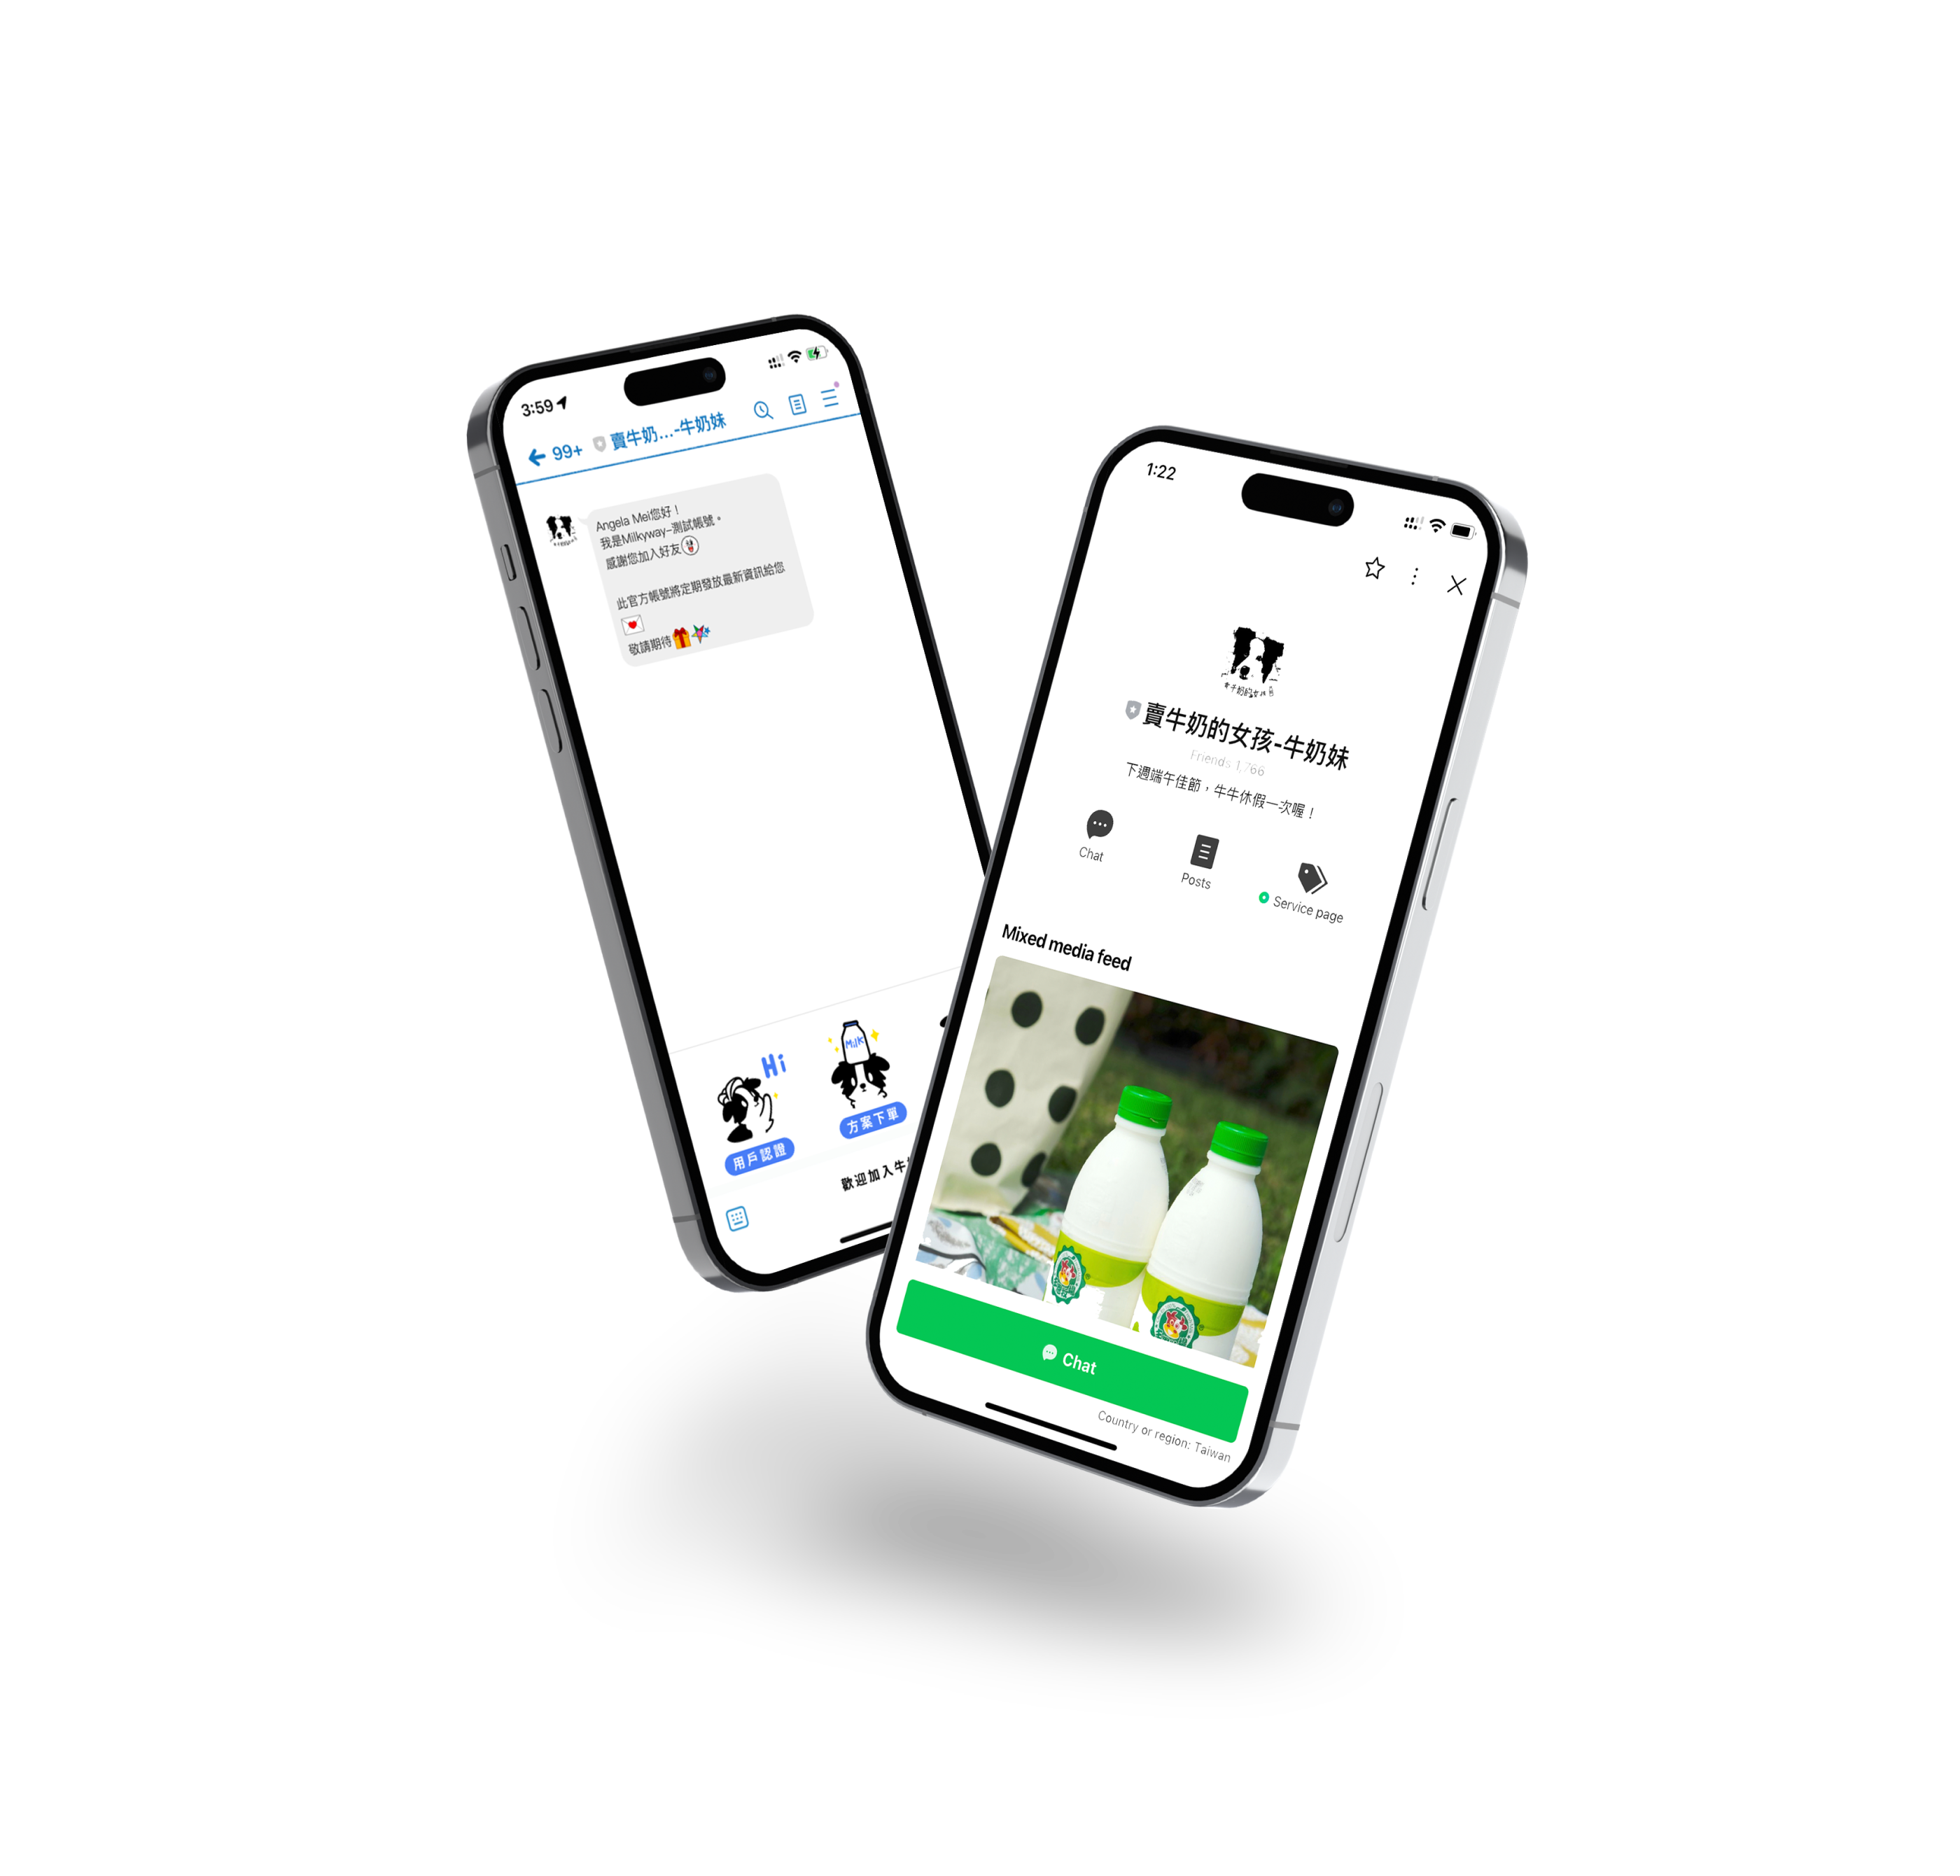 3:59
99+ 賣牛奶...-牛奶妹
Angela Mei您好！
我是Milkyway–測試帳號。
感謝您加入好友
此官方帳號將定期發放最新資訊給您
敬請期待
Hi
MilK
用戶認證
方案下單
歡迎加入牛
1:22
賣牛奶的女孩
賣牛奶的女孩-牛奶妹
Friends 1,766
下週端午佳節，牛牛休假一次喔！
Chat
Posts
Service page
Mixed media feed
Chat
Country or region: Taiwan